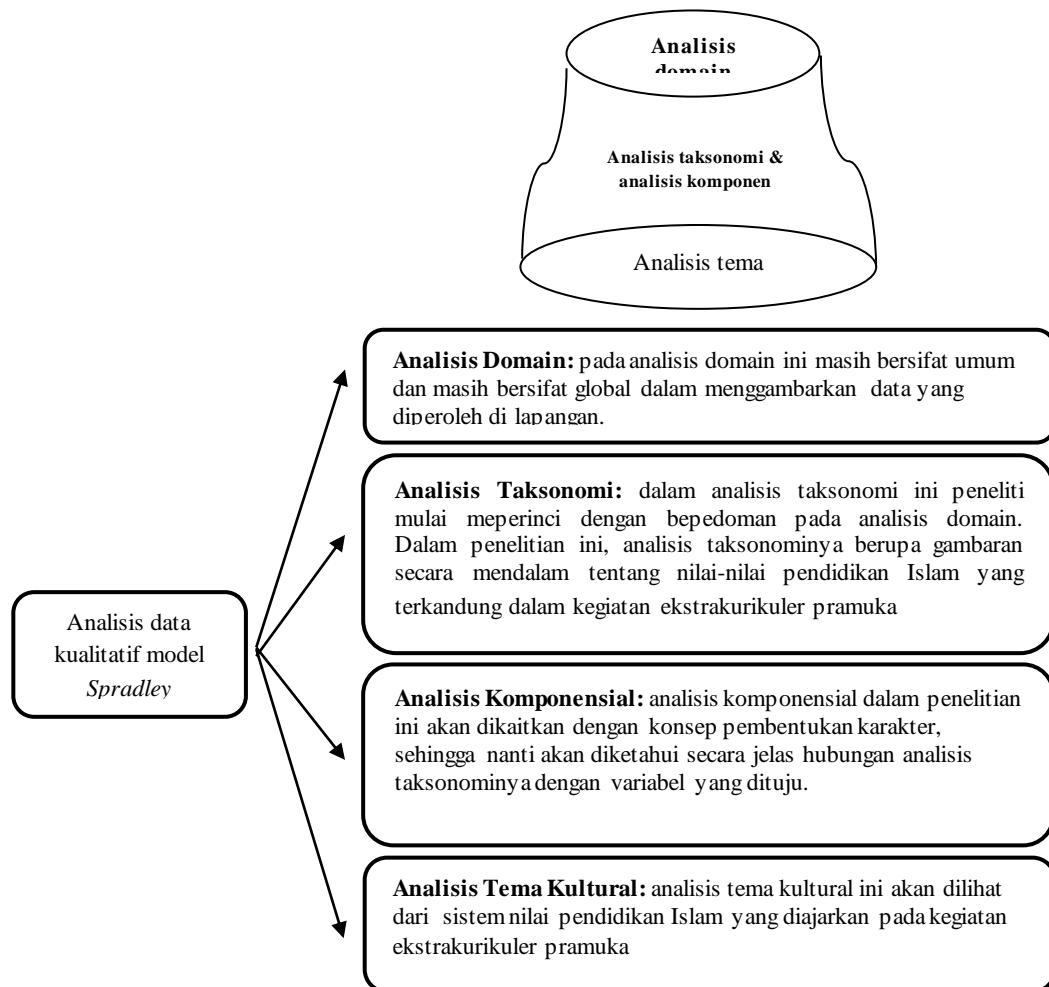 Analisis
domain
Analisis taksonomi &
analisis komponen
Analisis tema
Analisis Domain: pada analisis domain ini masih bersifat umum
dan masih bersifat global dalam menggambarkan data yang
diperoleh di lapangan.
Analisis Taksonomi: dalam analisis taksonomi ini peneliti
mulai meperinci dengan bepedoman pada analisis domain.
Dalam penelitian ini, analisis taksonominya berupa gambaran
secara mendalam tentang nilai-nilai pendidikan Islam yang
terkandung dalam kegiatan ekstrakurikuler pramuka
Analisis data
kualitatif model
Spradley
Analisis Komponensial: analisis komponensial dalam penelitian
ini akan dikaitkan dengan konsep pembentukan karakter,
sehingga nanti akan diketahui secara jelas hubungan analisis
taksonominya dengan variabel yang dituju.
Analisis Tema Kultural: analisis tema kultural ini akan dilihat
dari sistem nilai pendidikan Islam yang diajarkan pada kegiatan
ekstrakurikuler pramuka